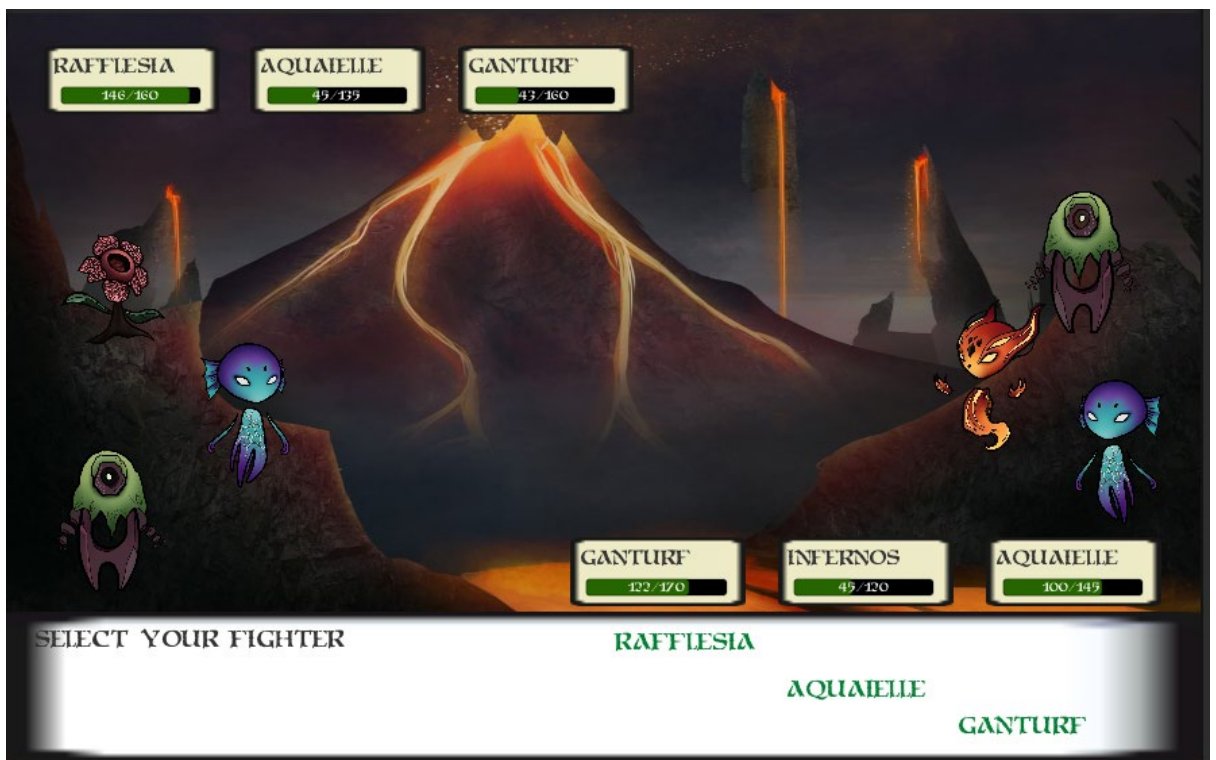 RAFFLESIA
146/160
AQUAIELLE
45/135
GANTURF
43/160
GANTURF
122/170
INFERNOS
45/120
AQUAIELLE
100/145
SELECT YOUR FIGHTER
RAFFLESIA
AQUAIELLE
GANTURF